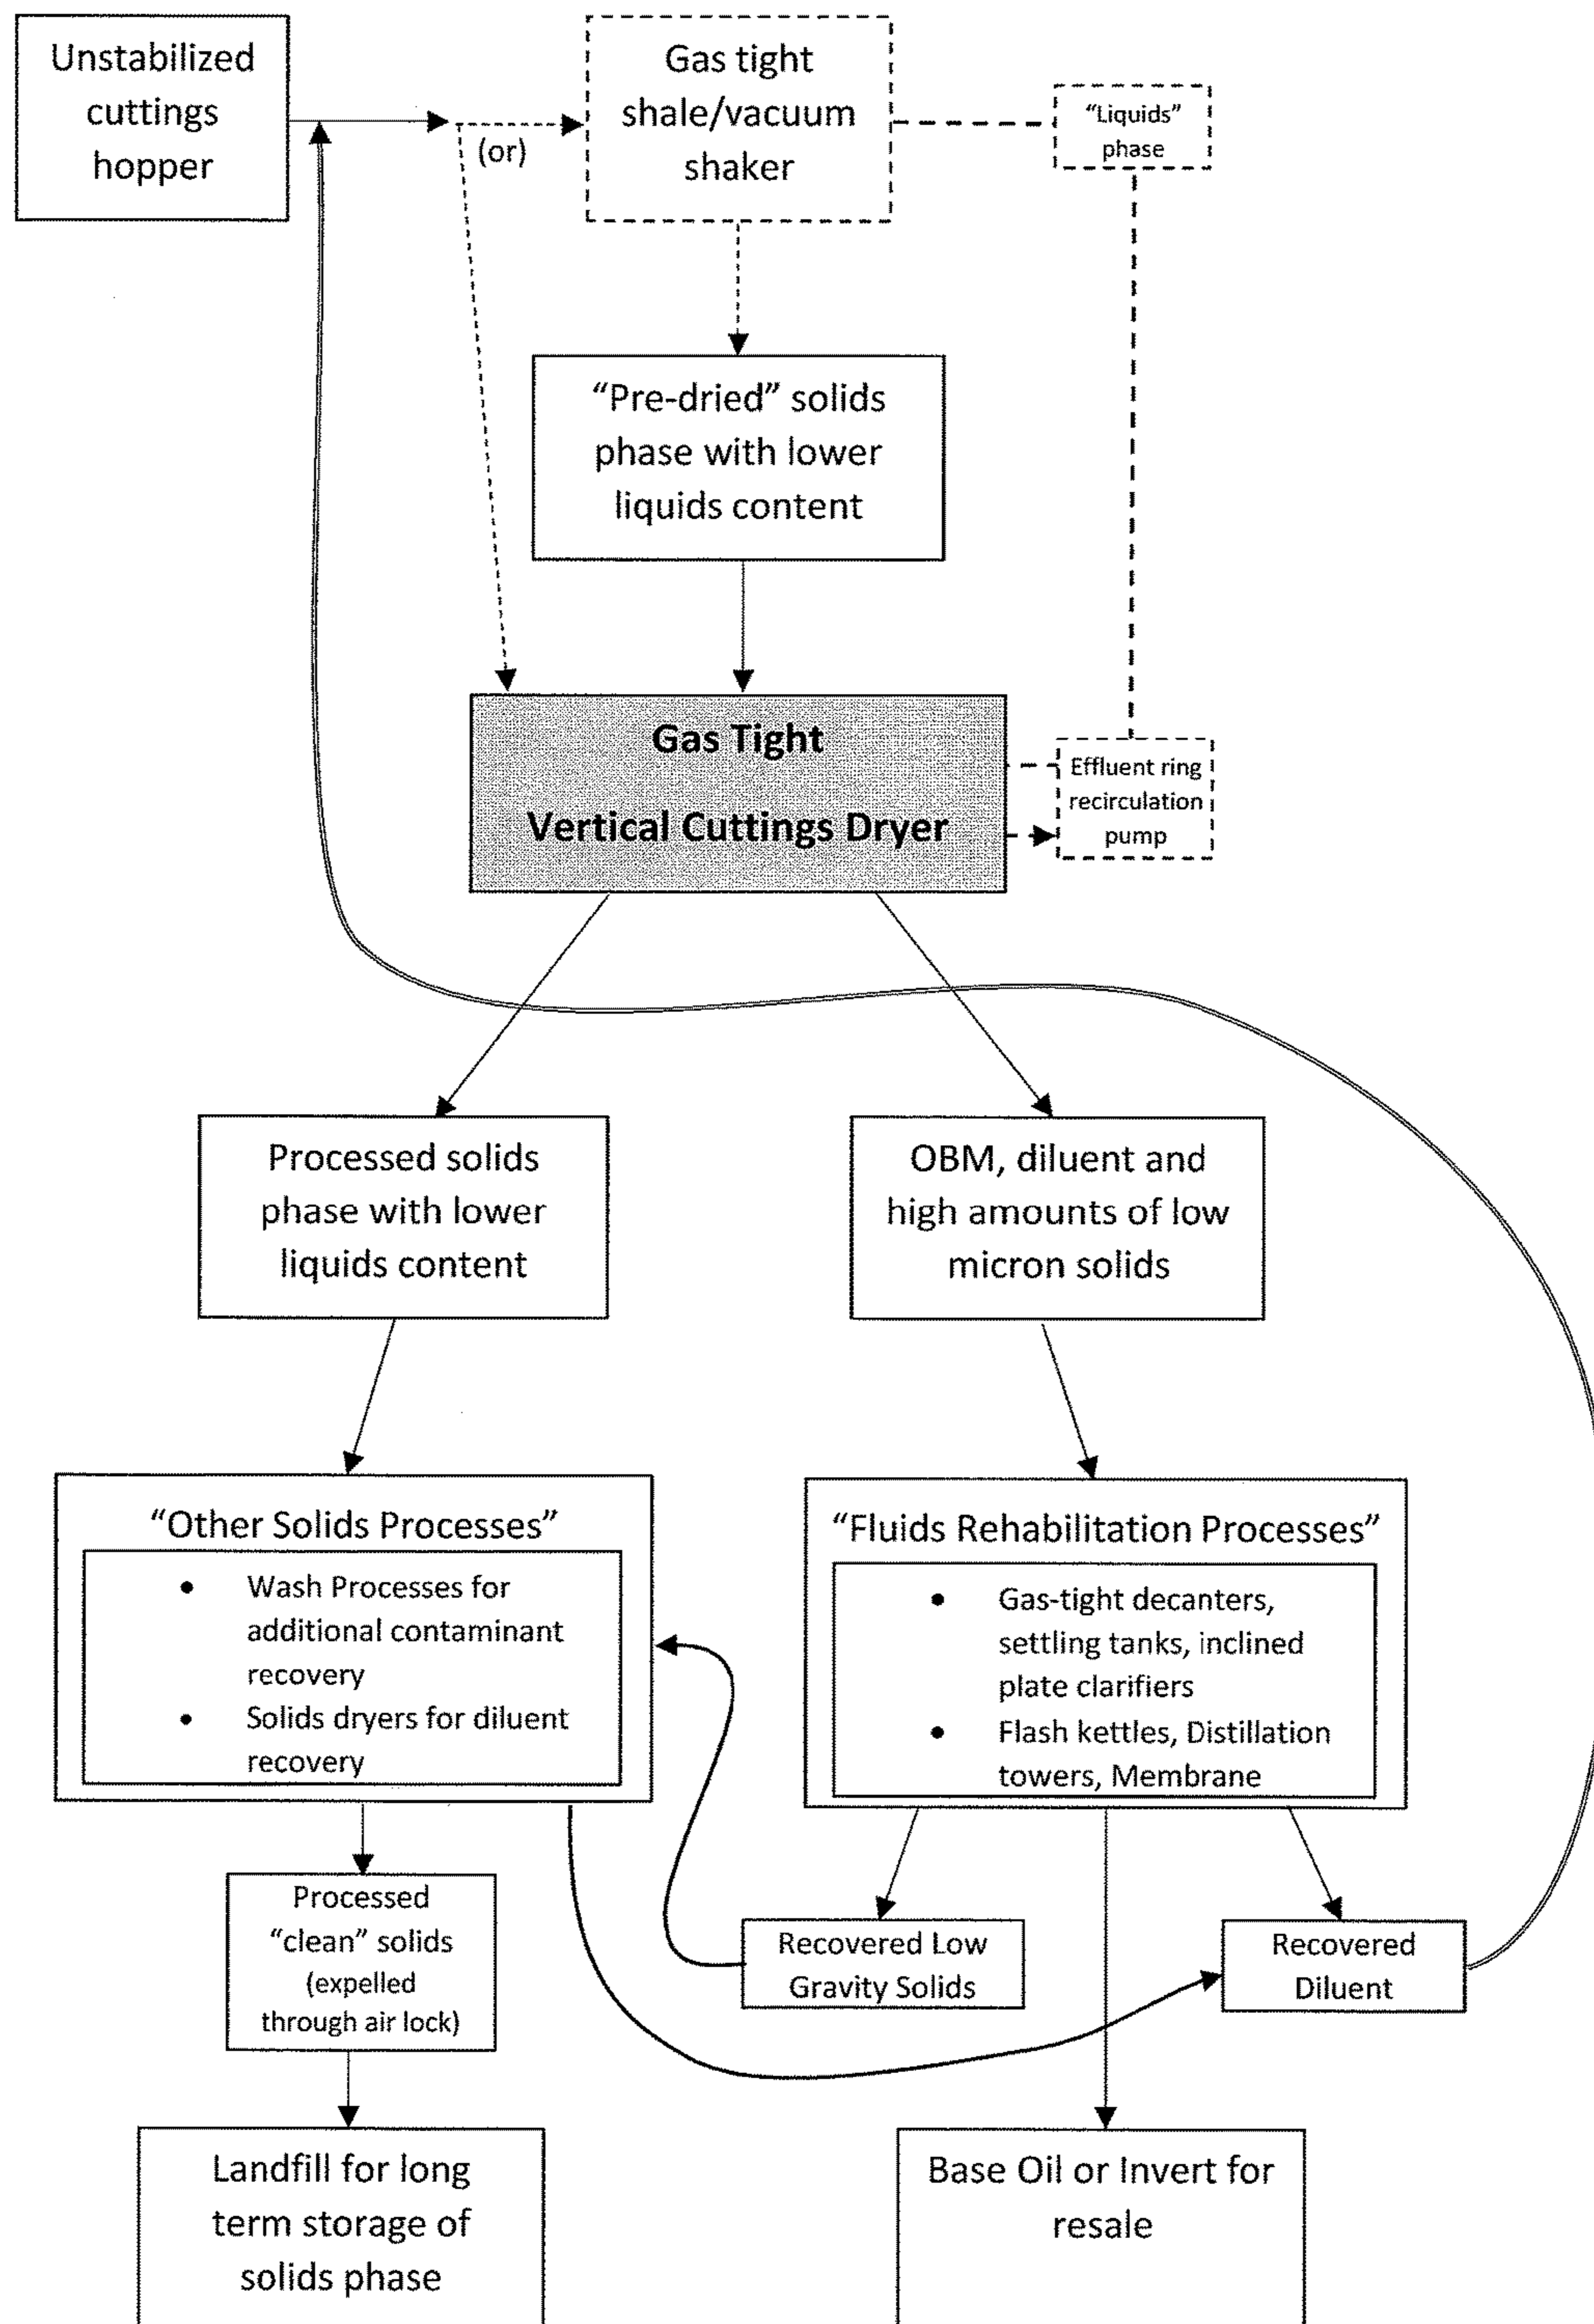 Unstabilized
cuttings
hopper
(or)
Gas tight
shale/vacuum
shaker
“Liquids”
phase
“Pre-dried” solids
phase with lower
liquids content
Gas Tight
Vertical Cuttings Dryer
Effluent ring
recirculation
pump
Processed solids
phase with lower
liquids content
OBM, diluent and
high amounts of low
micron solids
“Other Solids Processes”
• Wash Processes for
additional contaminant
recovery
• Solids dryers for diluent
recovery
“Fluids Rehabilitation Processes”
• Gas-tight decanters,
settling tanks, inclined
plate clarifiers
• Flash kettles, Distillation
towers, Membrane
Processed
“clean” solids
(expelled
through air lock)
Recovered Low
Gravity Solids
Recovered
Diluent
Landfill for long
term storage of
solids phase
Base Oil or Invert for
resale